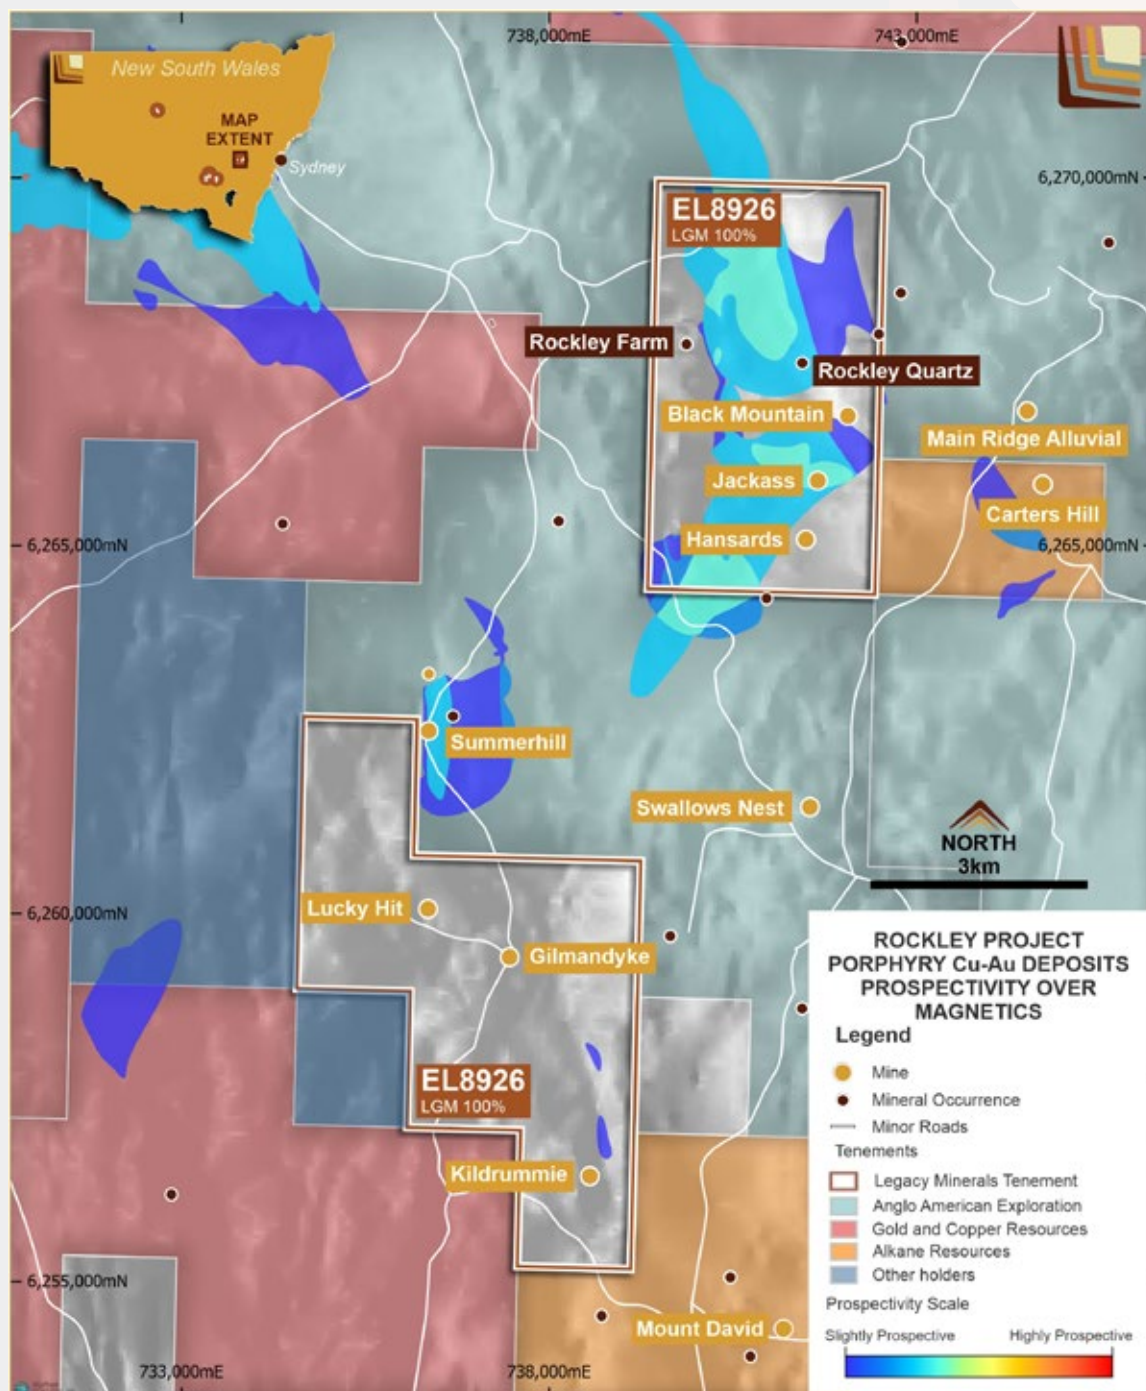 738,000mE
743,000mE
New South Wales
MAP
EXTENT
Sydney
6,270,000mN
EL8926
LGM 100%
Rockley Farm
Rockley Quartz
Black Mountain
Main Ridge Alluvial
Jackass
Carters Hill
Hansards
6,265,000mN
6,265,000mN
Summerhill
Swallows Nest
NORTH
3km
Lucky Hit
6,260,000mN
Gilmandyke
EL8926
LGM 100%
Kildrummie
6,255,000mN
Mount David
733,000mE
738,000mE
ROCKLEY PROJECT
PORPHYRY Cu-Au DEPOSITS
PROSPECTIVITY OVER
MAGNETICS
Legend
Mine
Mineral Occurrence
Minor Roads
Tenements
Legacy Minerals Tenement
Anglo American Exploration
Gold and Copper Resources
Alkane Resources
Other holders
Prospectivity Scale
Slightly Prospective
Highly Prospective